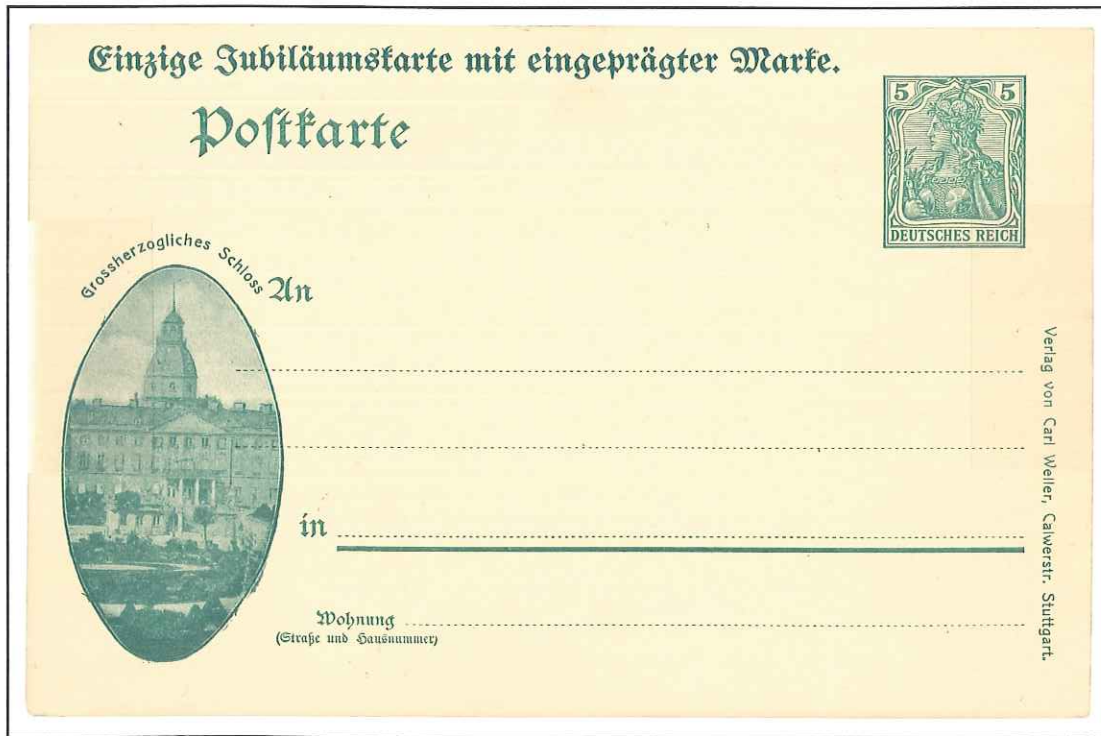 Einzige Jubiläumskarte mit eingeprägter Marke.
Postkarte
5 5
DEUTSCHES REICH
Grossherzogliches Schloss
An
in
Wohnung
(Straße und Hausnummer)
Verlag von Carl Weller, Calwerstr. Stuttgart.